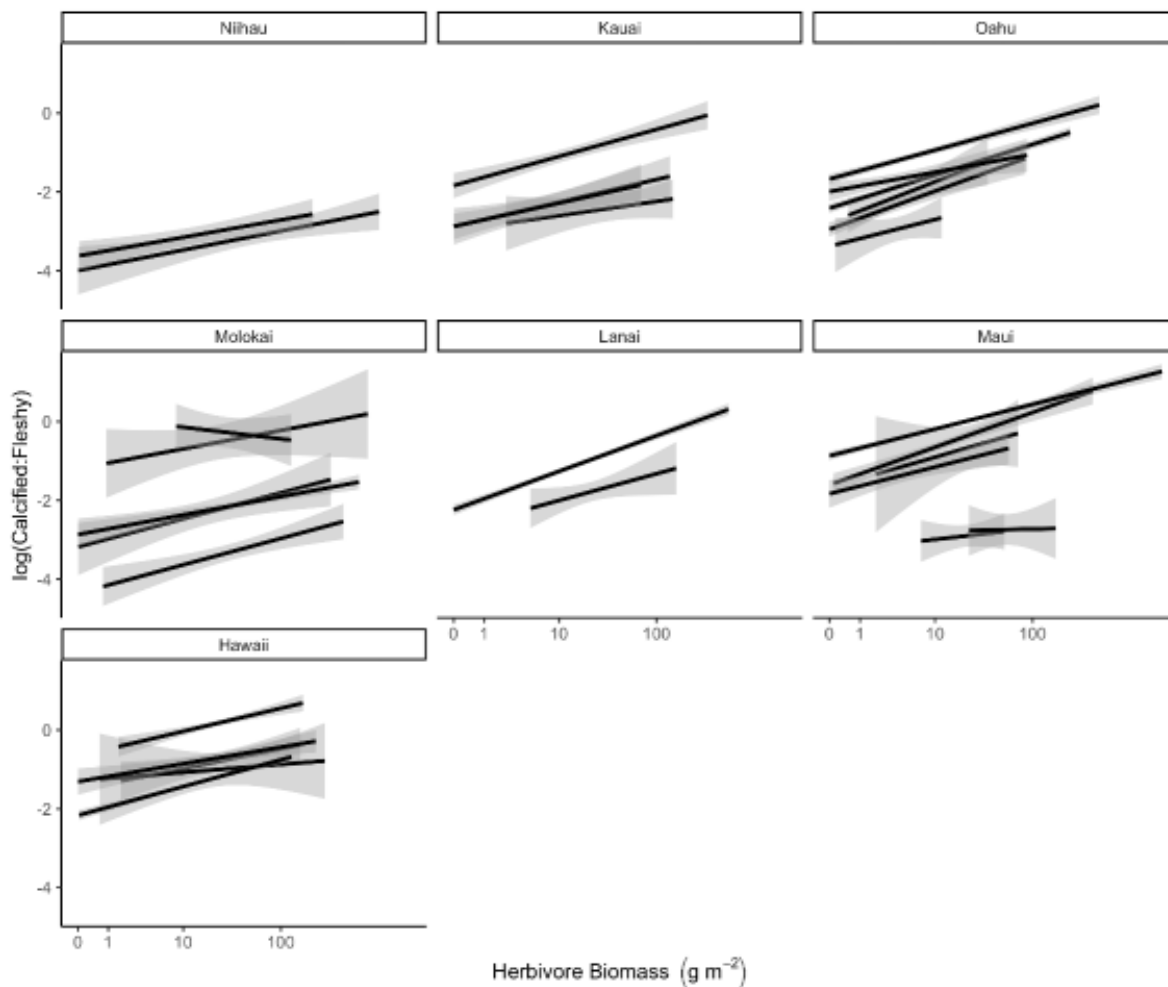 Niihau
Kauai
Oahu
0
-2
-4
Molokai
Lanai
Maui
0
-2
-4
0 1 10 100
0 1 10 100
Hawaii
0
-2
-4
0 1 10 100
log(Calcified:Fleshy)
Herbivore Biomass (g m⁻²)